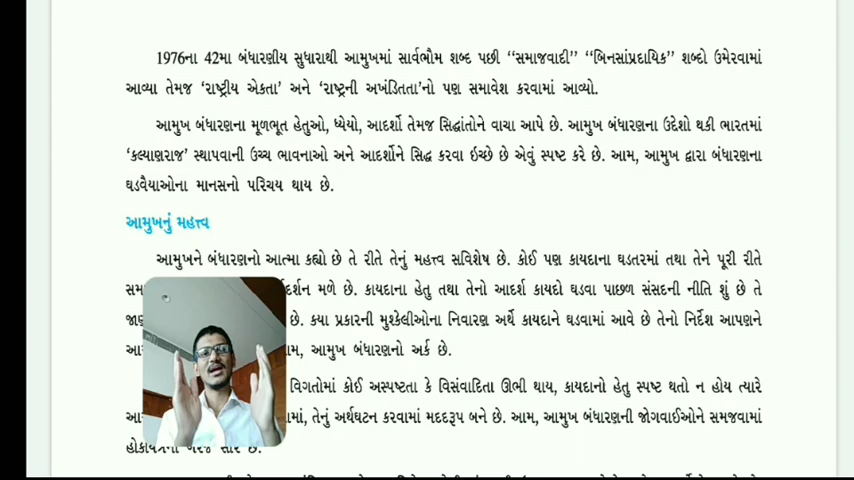 1976ના 42મા બંધારણીય સુધારાથી આમુખમાં સાર્વભૌમ શબ્દ પછી ‘‘સમાજવાદી’’ ‘‘બિનસાંપ્રદાયિક’’ શબ્દો ઉમેરવામાં
આવ્યા તેમજ ‘રાષ્ટ્રીય એકતા’ અને ‘રાષ્ટ્રની અખંડિતતા’નો પણ સમાવેશ કરવામાં આવ્યો.
આમુખ બંધારણના મૂળભૂત હેતુઓ, ધ્યેયો, આદર્શો તેમજ સિદ્ધાંતોને વાચા આપે છે. આમુખ બંધારણના ઉદ્દેશો થકી ભારતમાં
‘કલ્યાણરાજ’ સ્થાપવાની ઉચ્ચ ભાવનાઓ અને આદર્શોને સિદ્ધ કરવા ઇચ્છે છે એવું સ્પષ્ટ કરે છે. આમ, આમુખ દ્વારા બંધારણના
ઘડવૈયાઓના માનસનો પરિચય થાય છે.
આમુખનું મહત્ત્વ
આમુખને બંધારણનો આત્મા કહ્યો છે તે રીતે તેનું મહત્ત્વ સવિશેષ છે. કોઈ પણ કાયદાના ઘડતરમાં તથા તેને પૂરી રીતે
મળે છે. કાયદાના હેતુ તથા તેનો આદર્શ કાયદો ઘડવા પાછળ સંસદની નીતિ શું છે તે
છે. ક્યા પ્રકારની મુશ્કેલીઓના નિવારણ અર્થે કાયદાને ઘડવામાં આવે છે તેનો નિર્દેશ આપણને
આમુખ બંધારણનો અર્ક છે.
વિગતોમાં કોઈ અસ્પષ્ટતા કે વિસંવાદિતા ઊભી થાય, કાયદાનો હેતુ સ્પષ્ટ થતો ન હોય ત્યારે
તેનું અર્થઘટન કરવામાં મદદરૂપ બને છે. આમ, આમુખ બંધારણની જોગવાઈઓને સમજવામાં